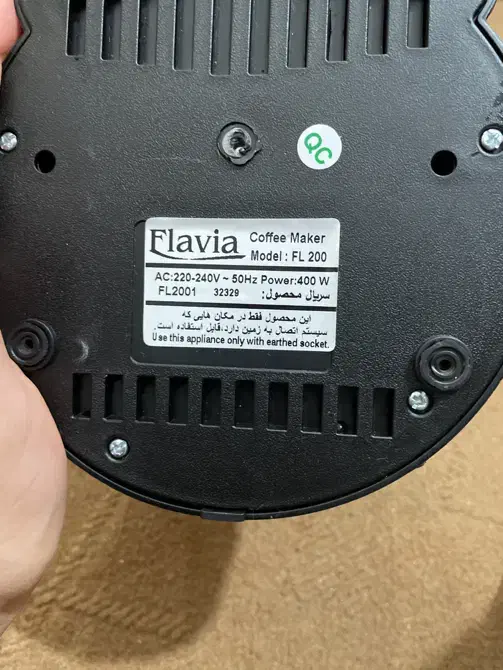 QC
Flavia
Coffee Maker
Model : FL 200
AC:220-240V ~ 50Hz Power:400 W
FL2001 32329 سریال محصول:
این محصول فقط در مکان هایی که
سیستم اتصال به زمین دارد،قابل استفاده است.
Use this appliance only with earthed socket.